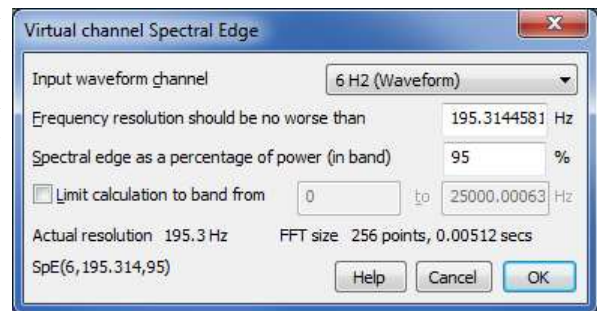 Virtual channel Spectral Edge
Input waveform channel 6 H2 (Waveform)
Frequency resolution should be no worse than 195.3144581 Hz
Spectral edge as a percentage of power (in band) 95 %
Limit calculation to band from 0 to 25000.00063 Hz
Actual resolution 195.3 Hz FFT size 256 points, 0.00512 secs
SpE(6,195.314,95) Help Cancel OK